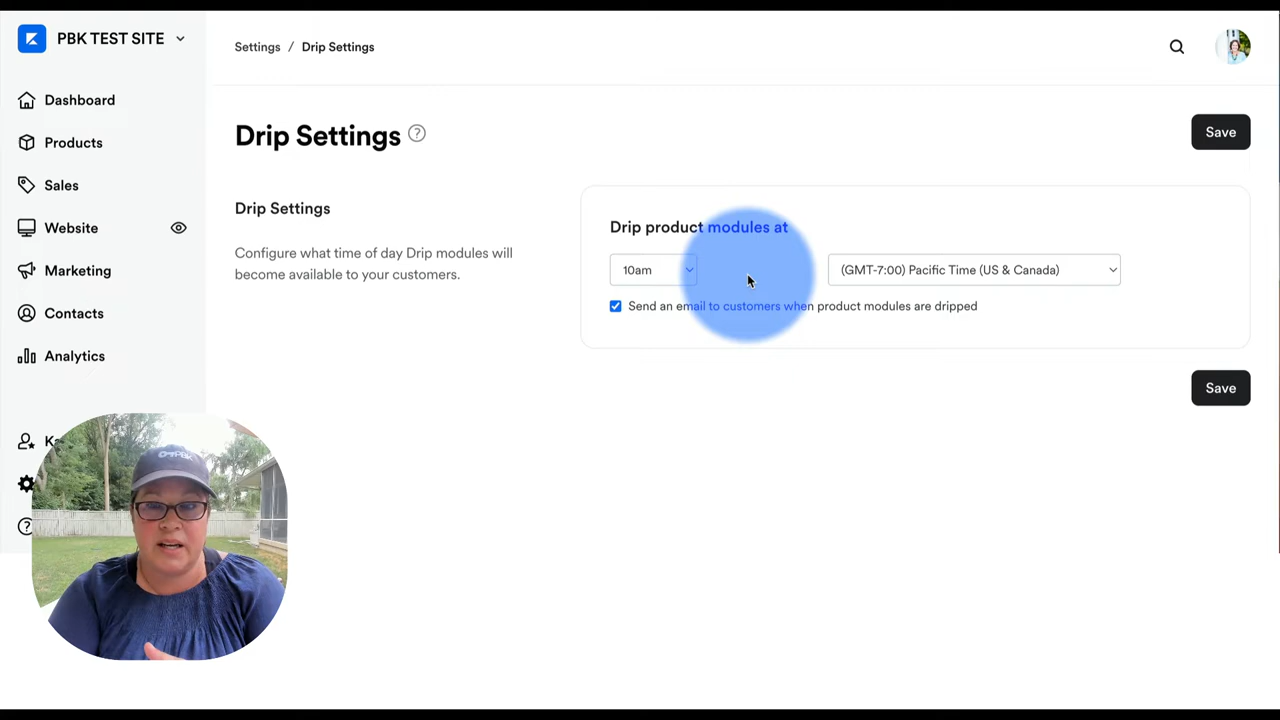 PBK TEST SITE
Settings / Drip Settings
Dashboard
Products
Sales
Website
Marketing
Contacts
Analytics
Drip Settings
Save
Drip Settings
Configure what time of day Drip modules will
become available to your customers.
Drip product modules at
10am
(GMT-7:00) Pacific Time (US & Canada)
Send an email to customers when product modules are dripped
Save
PBK